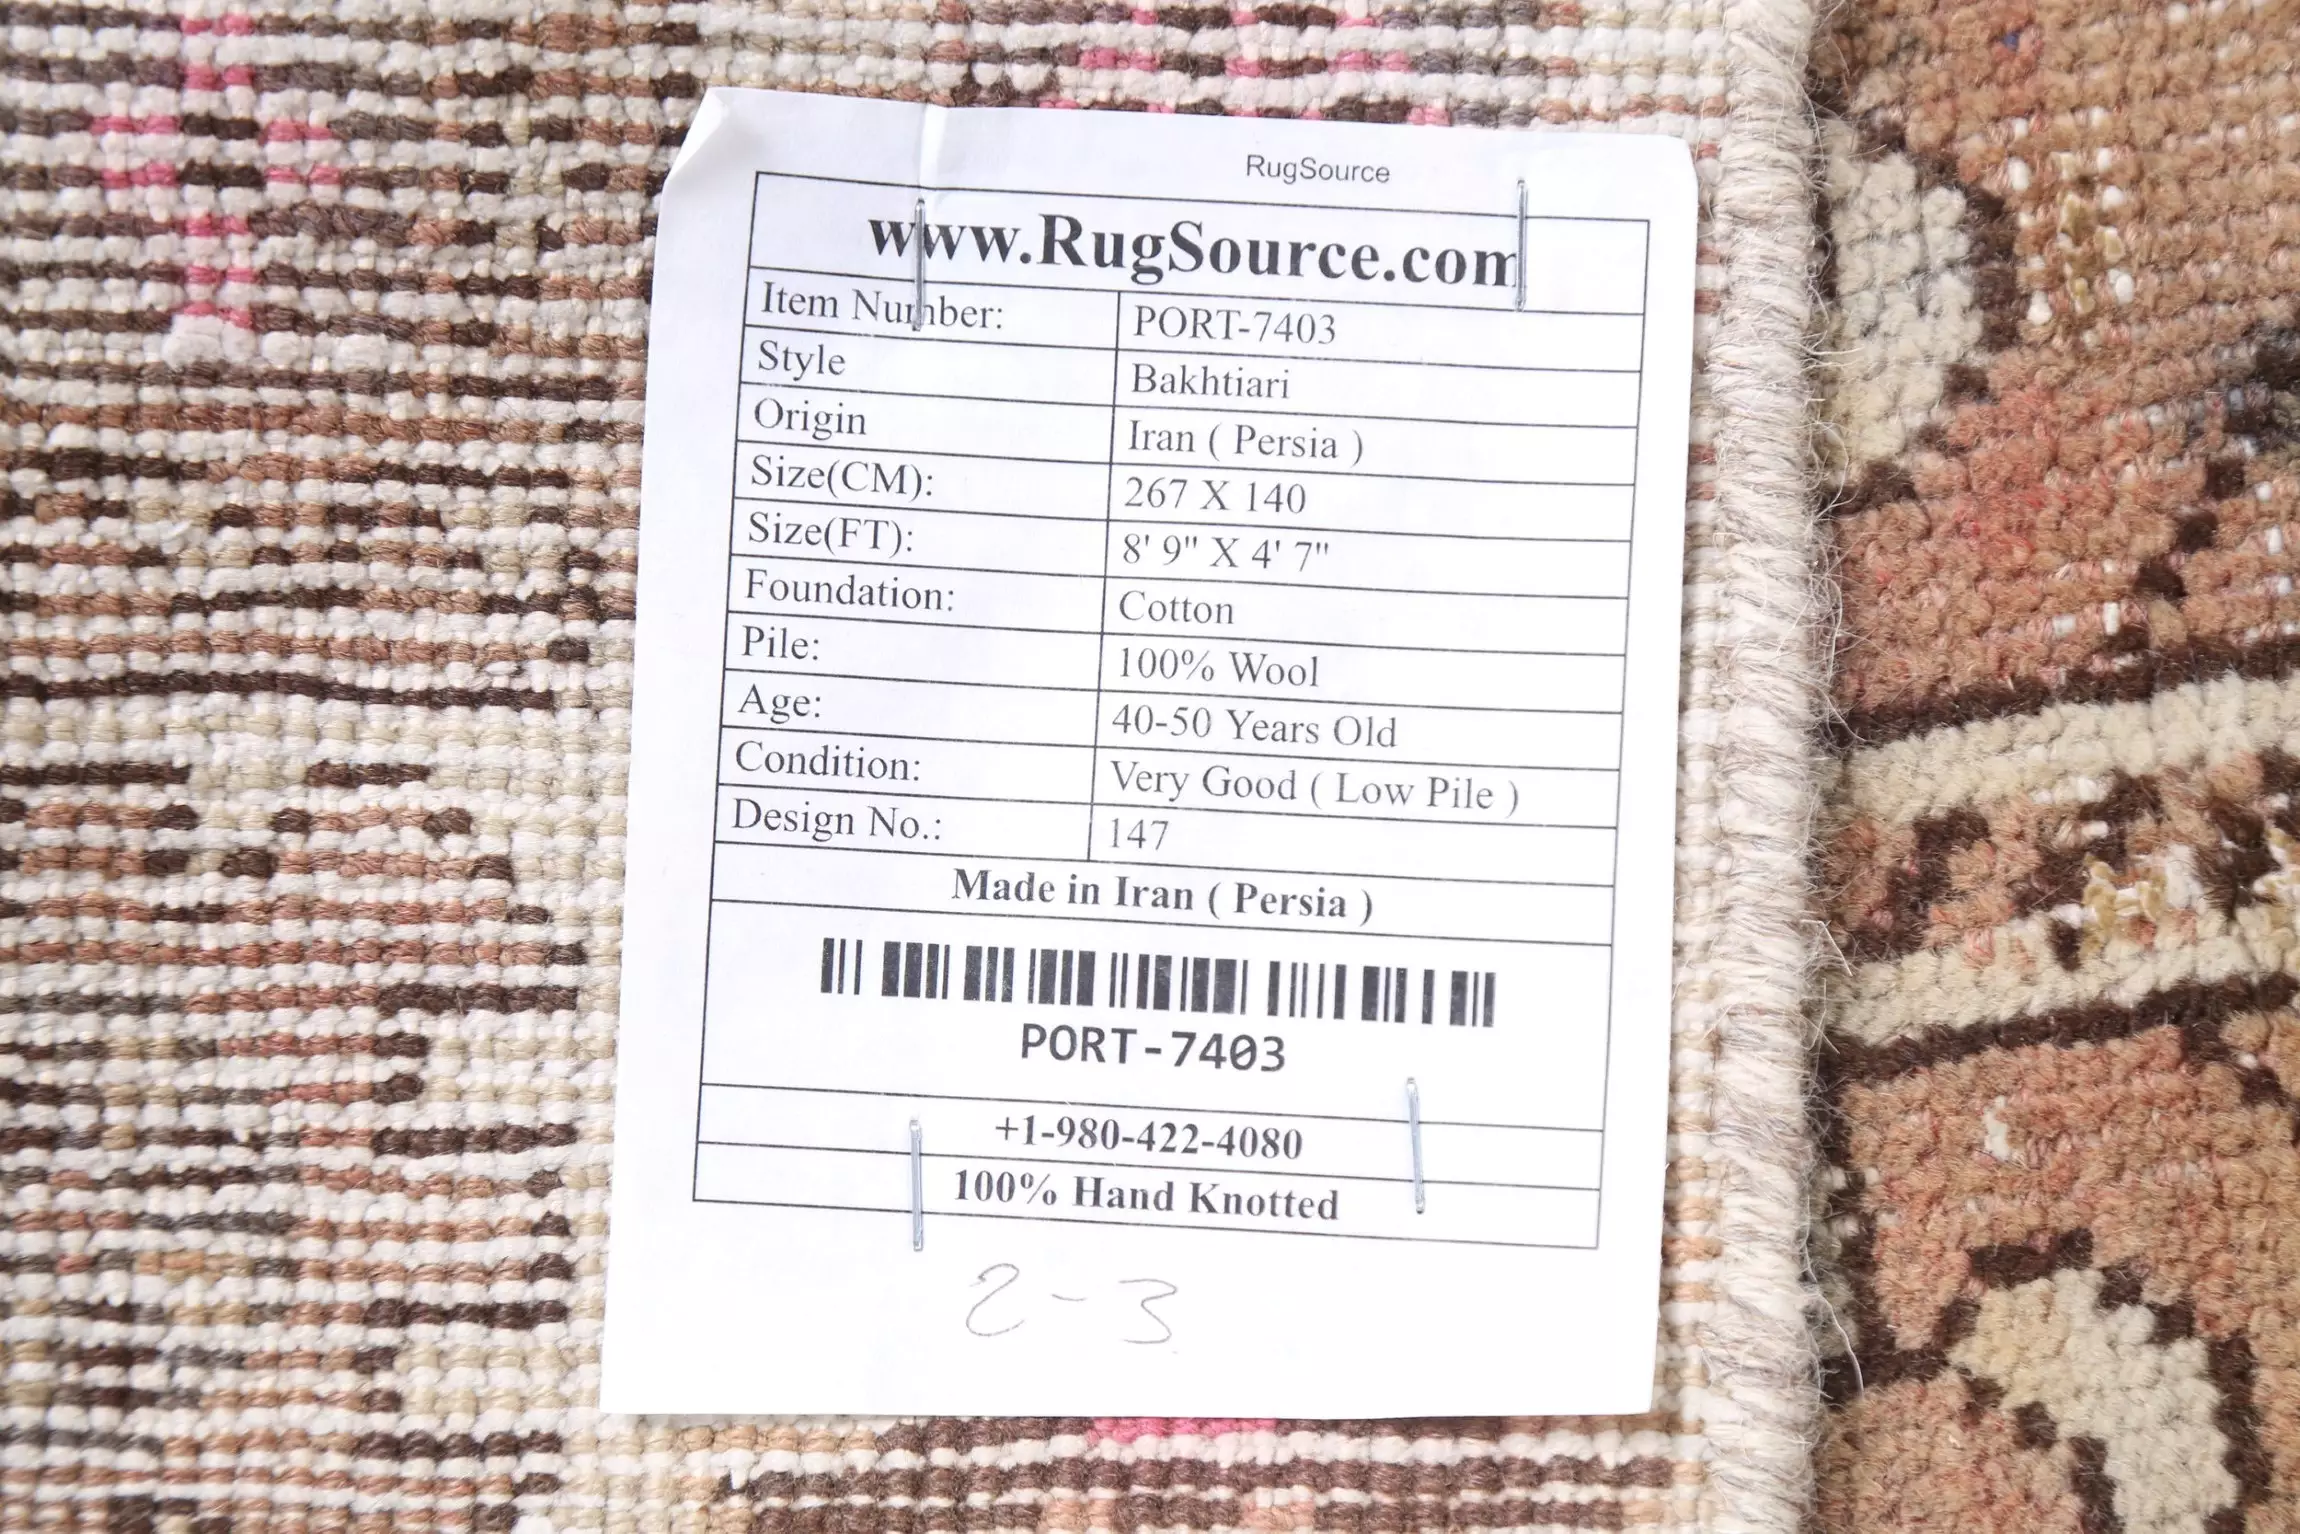 RugSource
www.RugSource.com
Item Number: PORT-7403
Style Bakhtiari
Origin Iran ( Persia )
Size(CM): 267 X 140
Size(FT): 8' 9" X 4' 7"
Foundation: Cotton
Pile: 100% Wool
Age: 40-50 Years Old
Condition: Very Good ( Low Pile )
Design No.: 147
Made in Iran ( Persia )
PORT-7403
+1-980-422-4080
100% Hand Knotted
2-3